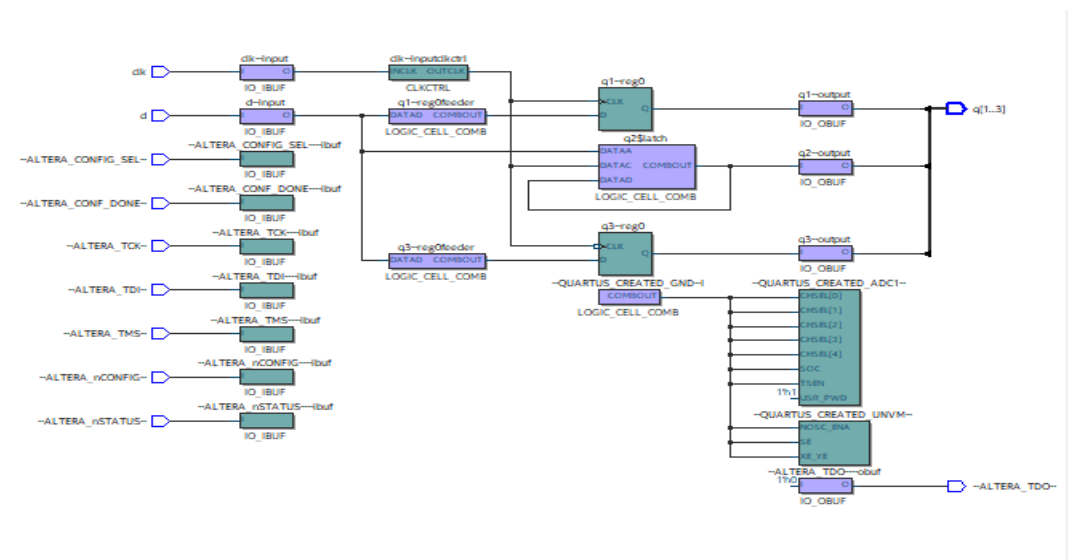 clk~input
clk
I O
IO_IBUF
clk~inputclkctrl
INCLK OUTCLK
CLKCTRL
d~input
d
I O
IO_IBUF
q1~reg0feeder
DATAD COMBOUT
LOGIC_CELL_COMB
q1~reg0
CLK
D
Q
q1~output
I O
IO_OBUF
q[1..3]
q2$latch
DATAA
DATAC COMBOUT
DATAD
LOGIC_CELL_COMB
q2~output
I O
IO_OBUF
q3~reg0feeder
DATAD COMBOUT
LOGIC_CELL_COMB
q3~reg0
CLK
D
Q
q3~output
I O
IO_OBUF
~ALTERA_CONFIG_SEL~~ibuf
~ALTERA_CONFIG_SEL~
I
IO_IBUF
~ALTERA_CONF_DONE~~ibuf
~ALTERA_CONF_DONE~
I
IO_IBUF
~ALTERA_TCK~~ibuf
~ALTERA_TCK~
I
IO_IBUF
~ALTERA_TDI~~ibuf
~ALTERA_TDI~
I
IO_IBUF
~ALTERA_TMS~~ibuf
~ALTERA_TMS~
I
IO_IBUF
~ALTERA_nCONFIG~~ibuf
~ALTERA_nCONFIG~
I
IO_IBUF
~ALTERA_nSTATUS~~ibuf
~ALTERA_nSTATUS~
I
IO_IBUF
~QUARTUS_CREATED_GND~I
COMBOUT
LOGIC_CELL_COMB
~QUARTUS_CREATED_ADC1~
CHSEL[0]
CHSEL[1]
CHSEL[2]
CHSEL[3]
CHSEL[4]
SOC
TSEN
1'h1 USR_PWD
~QUARTUS_CREATED_UNVM~
NOSC_ENA
SE
XE_YE
~ALTERA_TDO~~obuf
1'h0 I O
IO_OBUF
~ALTERA_TDO~